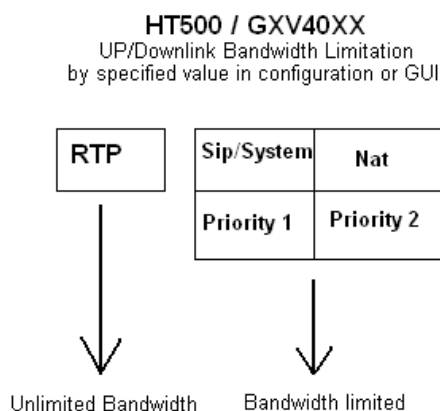 HT500 / GXV40XX
UP/Downlink Bandwidth Limitation
by specified value in configuration or GUI
RTP
Sip/System
Nat
Priority 1
Priority 2
Unlimited Bandwidth
Bandwidth limited